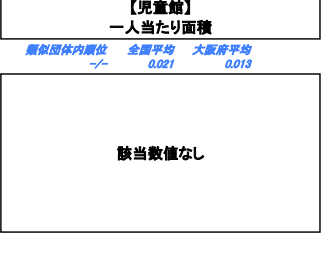 【児童館】
一人当たり面積
類似団体内順位 全国平均 大阪府平均
-/- 0.021 0.013
該当数値なし